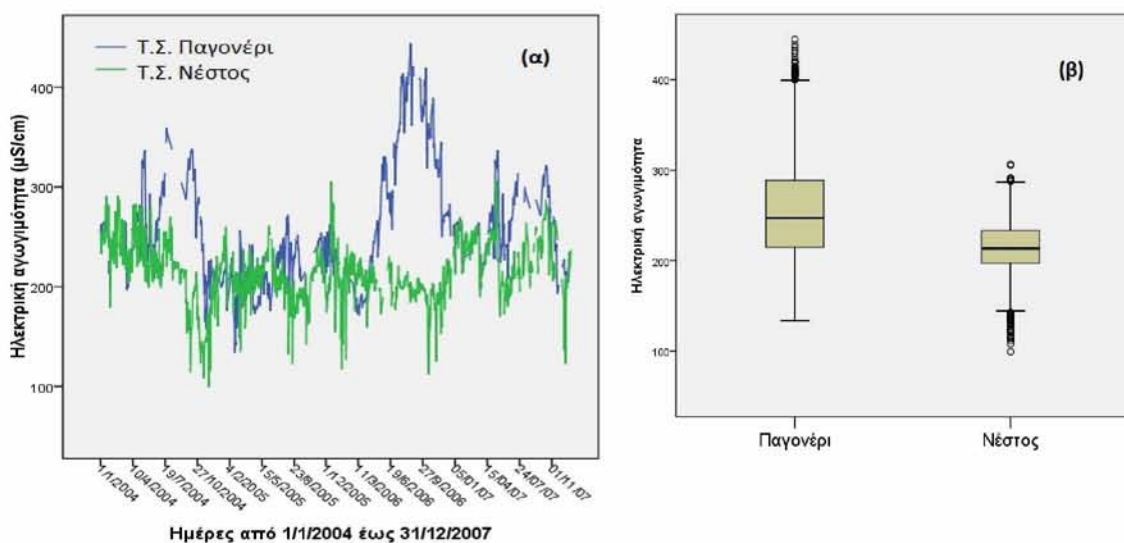 Τ.Σ. Παγονέρι
Τ.Σ. Νέστος
(α)
Ηλεκτρική αγωγιμότητα (μS/cm)
400
300
200
100
1/1/2004
10/4/2004
19/7/2004
27/10/2004
4/2/2005
15/5/2005
23/8/2005
1/12/2005
11/3/2006
19/6/2006
27/9/2006
05/01/07
15/04/07
24/07/07
01/11/07
Ημέρες από 1/1/2004 έως 31/12/2007
(β)
Ηλεκτρική αγωγιμότητα
400
300
200
100
Παγονέρι
Νέστος